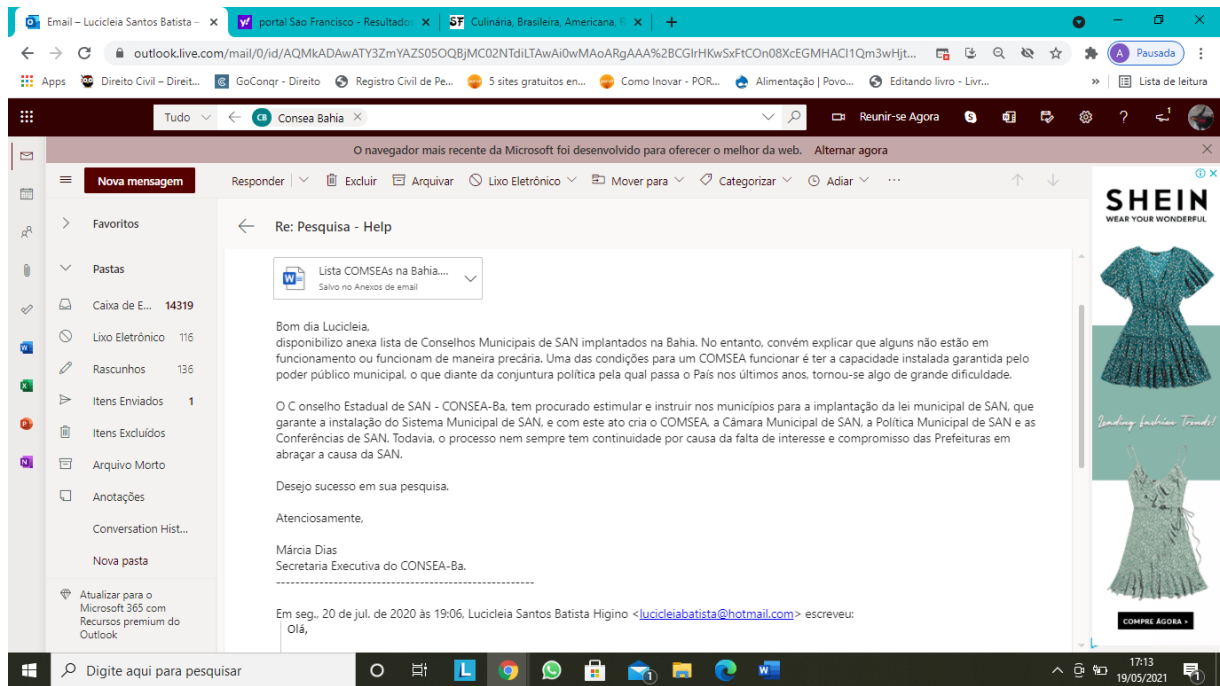 Email – Lucicleia Santos Batista –
portal Sao Francisco - Resultados
SF Culinária, Brasileira, Americana, R
outlook.live.com/mail/0/id/AQMkADAwATY3ZmYAZS05OQBjMC02NTdiLTAwAi0wMAoARgAAA%2BCGIrHKwSxFtCOn08XcEGMHACl1Qm3wHjt...
A Pausada
Apps Direito Civil – Direit... GoConqr - Direito Registro Civil de Pe... 5 sites gratuitos en... Como Inovar - POR... Alimentação | Povo... Editando livro - Livr... » Lista de leitura
Tudo CB Consea Bahia Reunir-se Agora
O navegador mais recente da Microsoft foi desenvolvido para oferecer o melhor da web. Alternar agora
Nova mensagem
Responder Excluir Arquivar Lixo Eletrônico Mover para Categorizar Adiar ...
Favoritos
Pastas
Caixa de E... 14319
Lixo Eletrônico 116
Rascunhos 136
Itens Enviados 1
Itens Excluídos
Arquivo Morto
Anotações
Conversation Hist...
Nova pasta
Atualizar para o
Microsoft 365 com
Recursos premium do
Outlook
Re: Pesquisa - Help
Lista COMSEAs na Bahia....
Salvo no Anexos de email
Bom dia Lucicleia,
disponibilizo anexa lista de Conselhos Municipais de SAN implantados na Bahia. No entanto, convém explicar que alguns não estão em
funcionamento ou funcionam de maneira precária. Uma das condições para um COMSEA funcionar é ter a capacidade instalada garantida pelo
poder público municipal, o que diante da conjuntura política pela qual passa o País nos últimos anos, tornou-se algo de grande dificuldade.
O C onselho Estadual de SAN - CONSEA-Ba, tem procurado estimular e instruir nos municípios para a implantação da lei municipal de SAN, que
garante a instalação do Sistema Municipal de SAN, e com este ato cria o COMSEA, a Câmara Municipal de SAN, a Política Municipal de SAN e as
Conferências de SAN. Todavia, o processo nem sempre tem continuidade por causa da falta de interesse e compromisso das Prefeituras em
abraçar a causa da SAN.
Desejo sucesso em sua pesquisa.
Atenciosamente,
Márcia Dias
Secretaria Executiva do CONSEA-Ba.
------------------------------------------------------
Em seg., 20 de jul. de 2020 às 19:06, Lucicleia Santos Batista Higino <lucicleiabatista@hotmail.com> escreveu:
Olá,
SHEIN
WEAR YOUR WONDERFUL
Leading fashion Trends!
COMPRE ÁGORA >
Digite aqui para pesquisar
17:13
19/05/2021